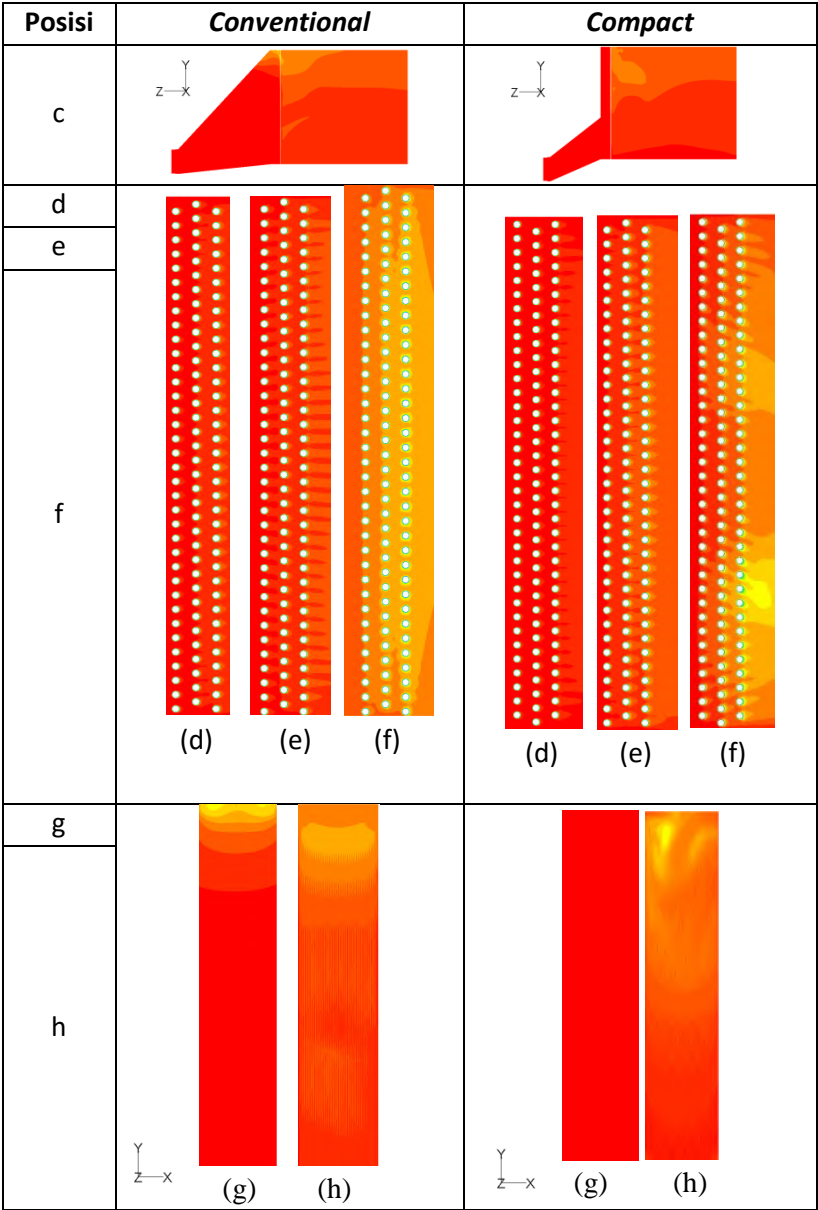 Posisi Conventional Compact
c
Y
Z X
Y
Z X
d
e
f
(d) (e) (f)
(d) (e) (f)
g
h
Y
Z X
(g) (h)
Y
Z X
(g) (h)